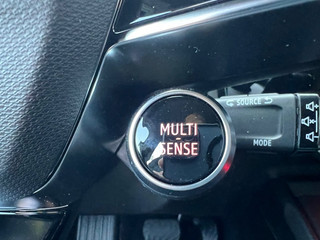 SOURCE
MULTI
-
SENSE
MODE